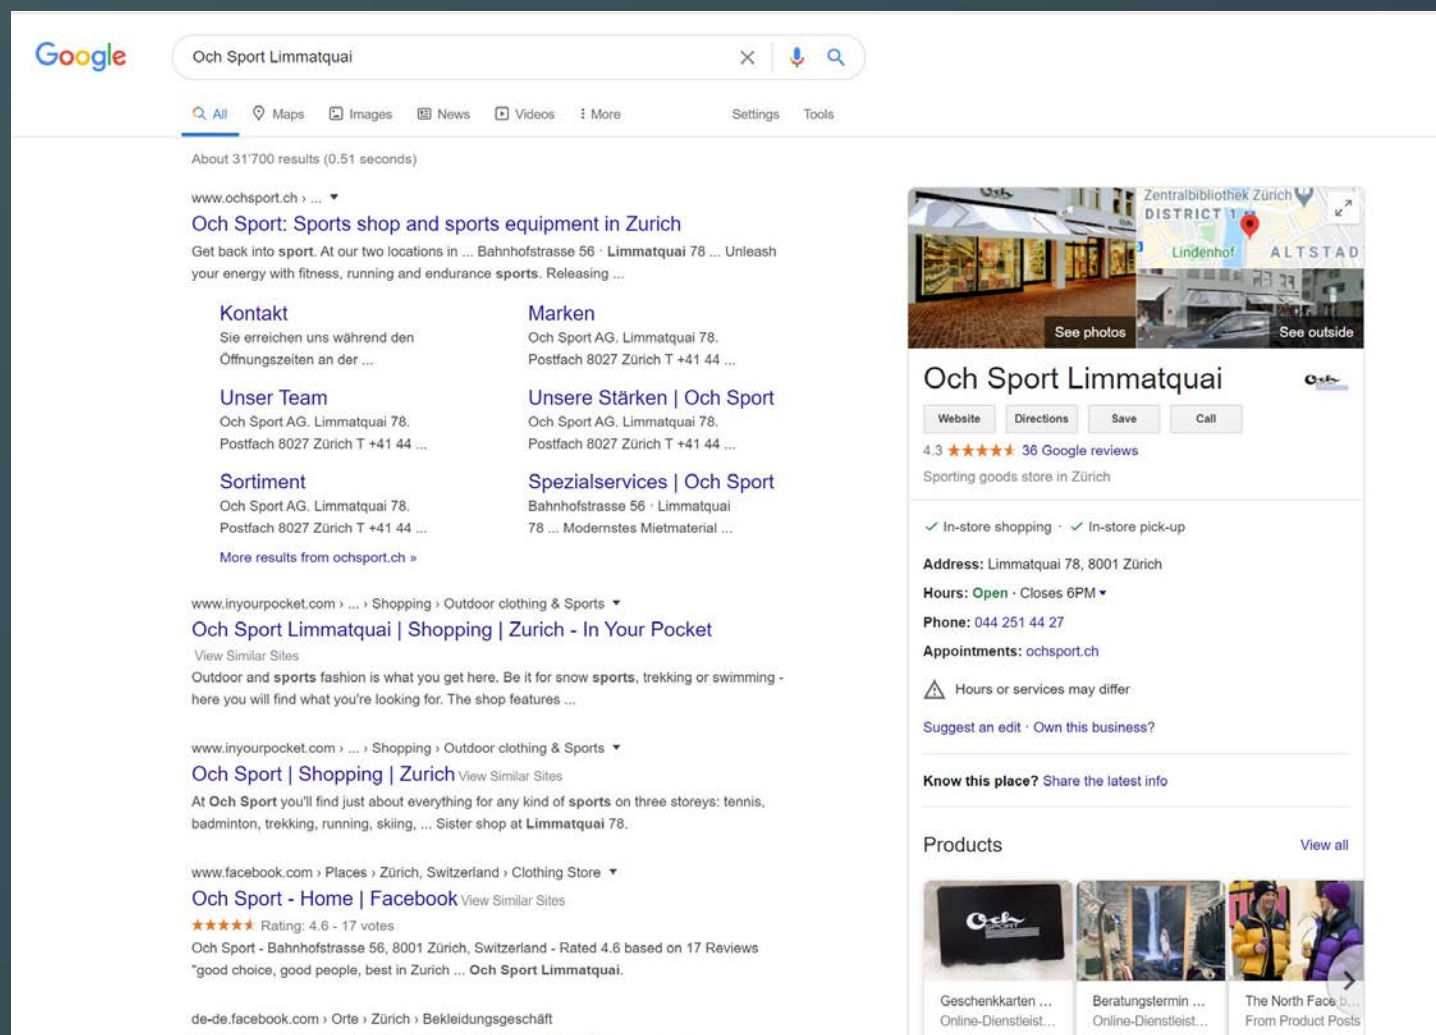 Google
Och Sport Limmatquai
All Maps Images News Videos More Settings Tools
About 31'700 results (0.51 seconds)
www.ochsport.ch › ...
Och Sport: Sports shop and sports equipment in Zurich
Get back into sport. At our two locations in ... Bahnhofstrasse 56 · Limmatquai 78 ... Unleash
your energy with fitness, running and endurance sports. Releasing ...
Kontakt
Sie erreichen uns während den
Öffnungszeiten an der ...
Marken
Och Sport AG. Limmatquai 78.
Postfach 8027 Zürich T +41 44 ...
Unser Team
Och Sport AG. Limmatquai 78.
Postfach 8027 Zürich T +41 44 ...
Unsere Stärken | Och Sport
Och Sport AG. Limmatquai 78.
Postfach 8027 Zürich T +41 44 ...
Sortiment
Och Sport AG. Limmatquai 78.
Postfach 8027 Zürich T +41 44 ...
Spezialservices | Och Sport
Bahnhofstrasse 56 · Limmatquai
78 ... Modernstes Mietmaterial ...
More results from ochsport.ch »
www.inyourpocket.com › ... › Shopping › Outdoor clothing & Sports
Och Sport Limmatquai | Shopping | Zurich - In Your Pocket
View Similar Sites
Outdoor and sports fashion is what you get here. Be it for snow sports, trekking or swimming -
here you will find what you're looking for. The shop features ...
www.inyourpocket.com › ... › Shopping › Outdoor clothing & Sports
Och Sport | Shopping | Zurich View Similar Sites
At Och Sport you'll find just about everything for any kind of sports on three storeys: tennis,
badminton, trekking, running, skiing, ... Sister shop at Limmatquai 78.
www.facebook.com › Places › Zürich, Switzerland › Clothing Store
Och Sport - Home | Facebook View Similar Sites
Rating: 4.6 - 17 votes
Och Sport - Bahnhofstrasse 56, 8001 Zürich, Switzerland - Rated 4.6 based on 17 Reviews
"good choice, good people, best in Zurich ... Och Sport Limmatquai.
de-de.facebook.com › Orte › Zürich › Bekleidungsgeschäft
Och
Zentralbibliothek Zürich
DISTRICT 1
Lindenhof
ALTSTAD
See photos
See outside
Och Sport Limmatquai
Och
Website Directions Save Call
4.3 36 Google reviews
Sporting goods store in Zürich
In-store shopping · In-store pick-up
Address: Limmatquai 78, 8001 Zürich
Hours: Open · Closes 6PM
Phone: 044 251 44 27
Appointments: ochsport.ch
Hours or services may differ
Suggest an edit · Own this business?
Know this place? Share the latest info
Products
View all
Och
SPORT
Geschenkkarten ...
Online-Dienstleist...
Beratungstermin ...
Online-Dienstleist...
The North Face b...
From Product Posts